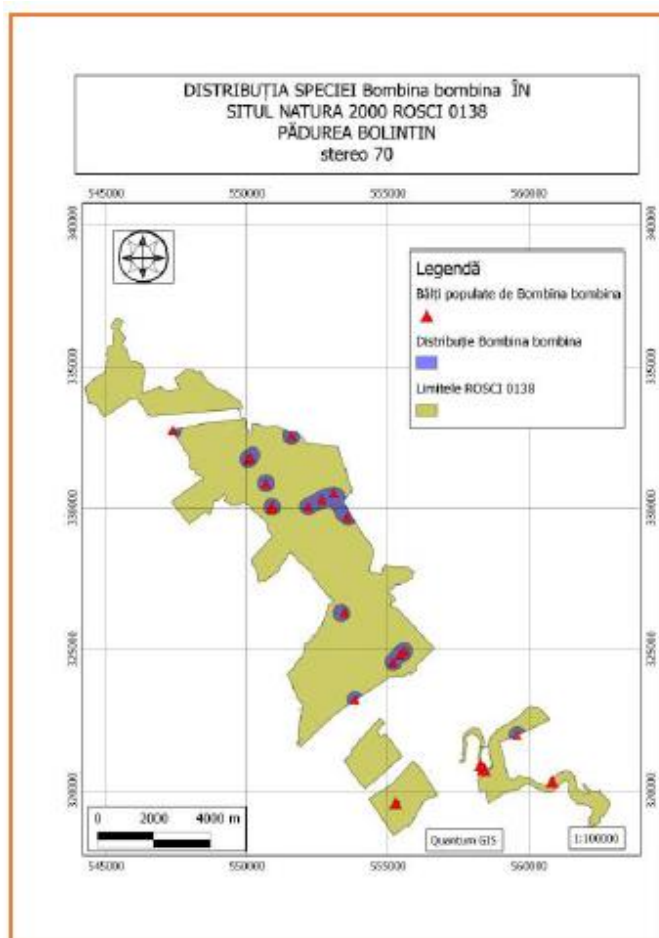 DISTRIBUȚIA SPECIEI Bombina bombina ÎN
SITUL NATURA 2000 ROSCI 0138
PĂDUREA BOLINTIN
stereo 70
545000 550000 555000 560000
340000 340000
Legendă
Bălți populate de Bombina bombina
Distribuție Bombina bombina
Limitele ROSCI 0138
335000 335000
330000 330000
325000 325000
320000 320000
0 2000 4000 m
Quantum GIS
1:100000
545000 550000 555000 560000